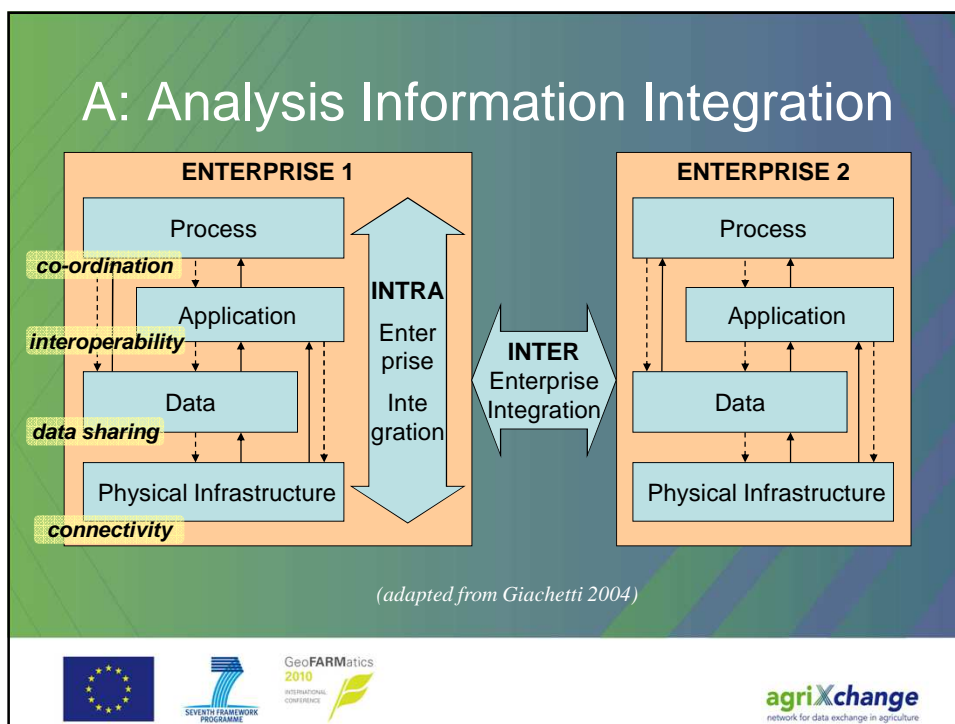 A: Analysis Information Integration
ENTERPRISE 1
Process
co-ordination
Application
interoperability
Data
data sharing
Physical Infrastructure
connectivity
INTRA
Enter
prise
Inte
gration
INTER
Enterprise
Integration
ENTERPRISE 2
Process
Application
Data
Physical Infrastructure
(adapted from Giachetti 2004)
SEVENTH FRAMEWORK
PROGRAMME
GeoFARMatics
2010
INTERNATIONAL
CONFERENCE
agriXchange
network for data exchange in agriculture